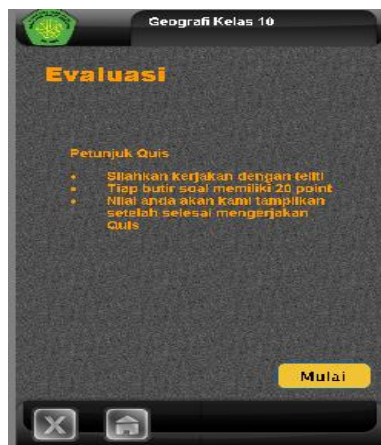 Geografi Kelas 10
Evaluasi
Petunjuk Quis
• Silahkan kerjakan dengan teliti
• Tiap butir soal memiliki 20 point
• Nilai anda akan kami tampilkan
setelah selesai mengerjakan
Quis
Mulai
X